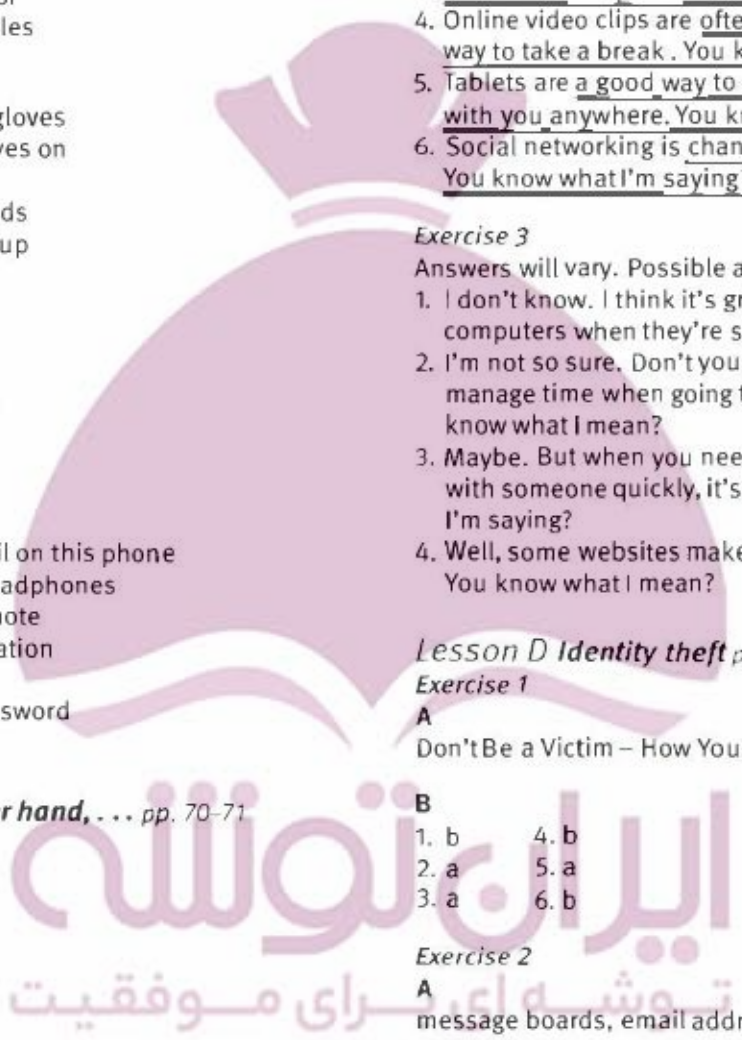 les
gloves
ves on
ds
up
il on this phone
adphones
note
ation
sword
r hand, . . . pp. 70–71
4. Online video clips are ofte
way to take a break . You k
5. Tablets are a good way to
with you anywhere. You k
6. Social networking is chan
You know what I'm saying
Exercise 3
Answers will vary. Possible a
1. I don't know. I think it's gr
computers when they're s
2. I'm not so sure. Don't you
manage time when going t
know what I mean?
3. Maybe. But when you nee
with someone quickly, it's
I'm saying?
4. Well, some websites make
You know what I mean?
Lesson D Identity theft p
Exercise 1
A
Don't Be a Victim – How You
B
1. b 4. b
2. a 5. a
3. a 6. b
Exercise 2
A
message boards, email addr
ایران توشه
توشه ای برای موفقیت